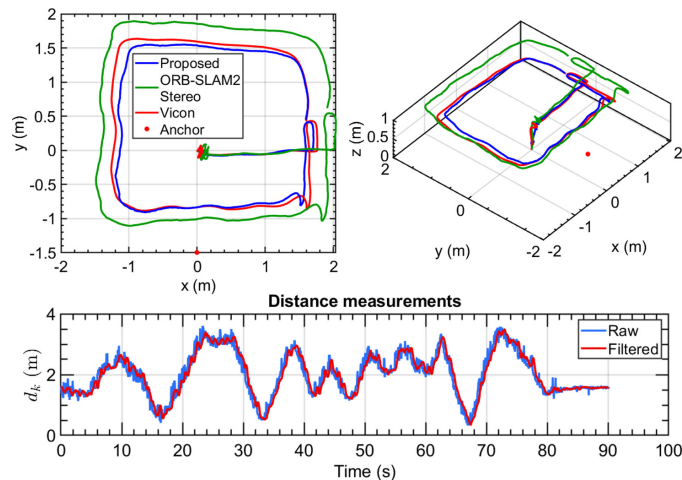 2
1.5
1
0.5
0
-0.5
-1
-1.5
y (m)
-2
-1
0
1
2
x (m)
Proposed
ORB-SLAM2
Stereo
Vicon
Anchor
1
0.5
0
z (m)
2
0
-2
y (m)
-2
-1
0
1
2
x (m)
Distance measurements
4
2
0
d_k (m)
0
10
20
30
40
50
60
70
80
90
100
Time (s)
Raw
Filtered